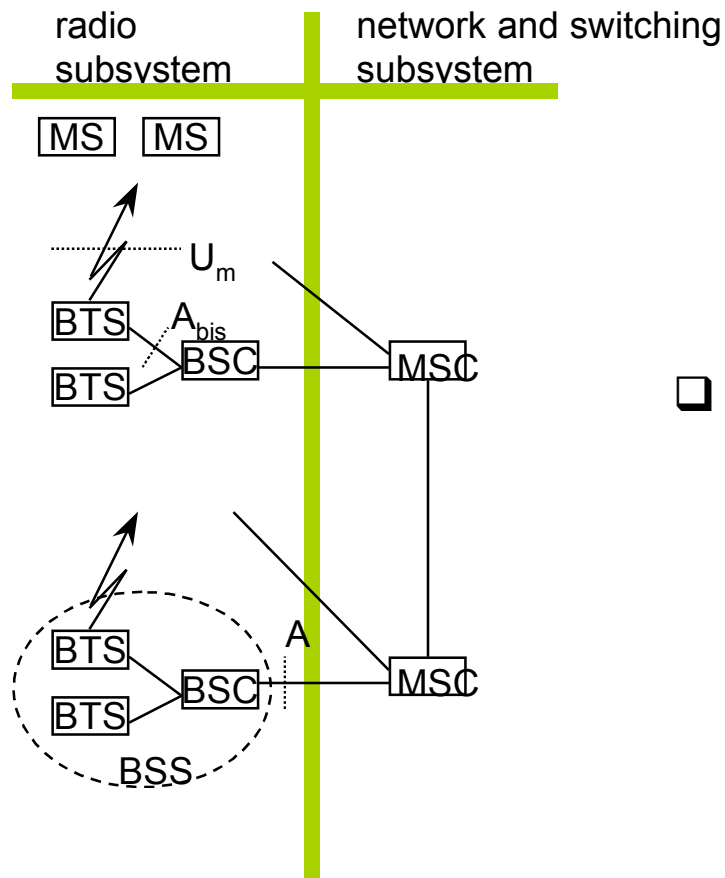 radio
subsystem
network and switching
subsystem
MS MS
Um
BTS Abis
BSC MSC
BTS
BTS A
BSC MSC
BTS
BSS